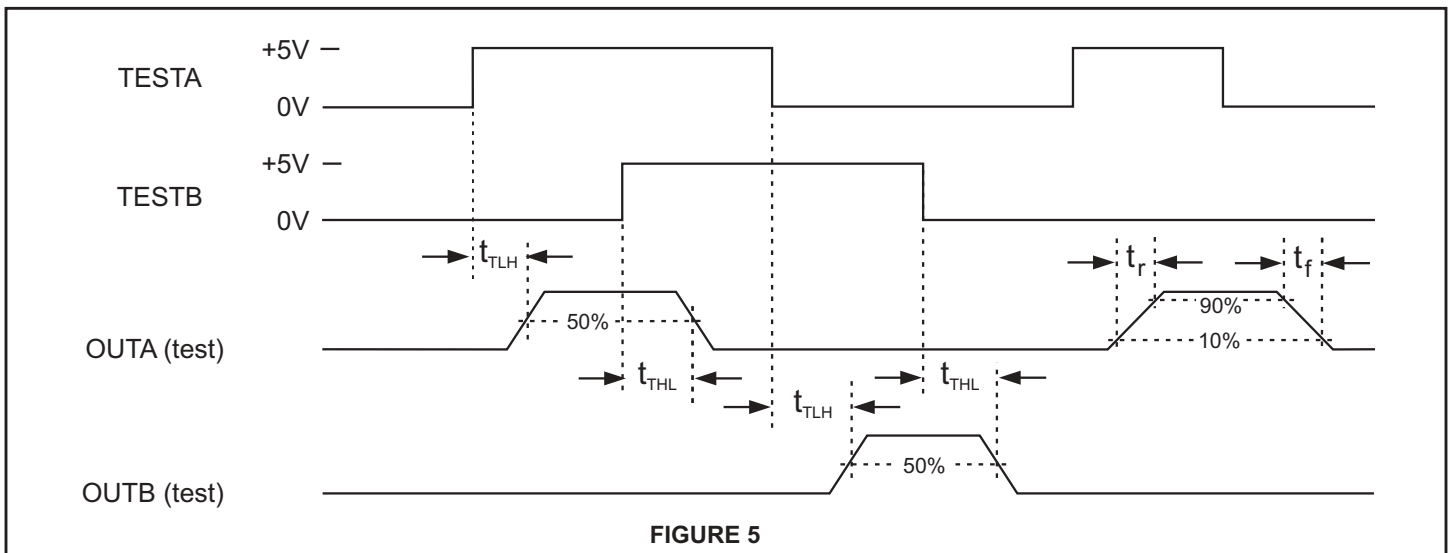 +5V
TESTA
0V
+5V
TESTB
0V
tTLH
tr
tf
50%
90%
10%
OUTA (test)
tTHL
tTLH
tTHL
50%
OUTB (test)
FIGURE 5